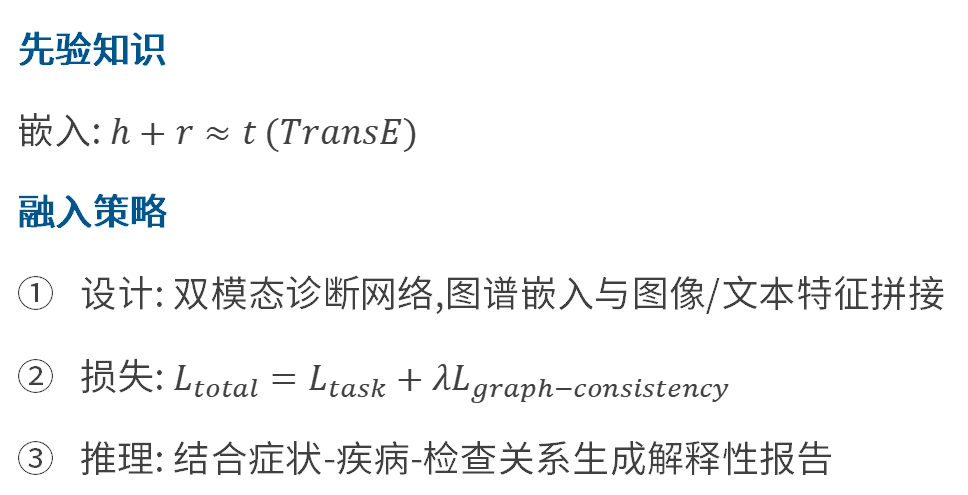 先验知识
嵌入: h + r ≈ t (TransE)
融入策略
① 设计: 双模态诊断网络,图谱嵌入与图像/文本特征拼接
② 损失: L_total = L_task + λL_graph−consistency
③ 推理: 结合症状-疾病-检查关系生成解释性报告